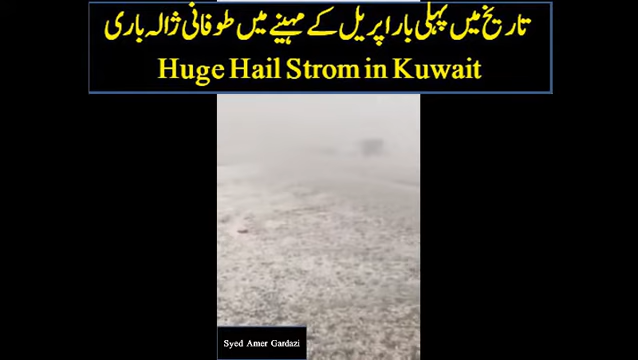 تاریخ میں پہلی بار اپریل کے مہینے میں طوفانی ژالہ باری
Huge Hail Strom in Kuwait
Syed Amer Gardazi